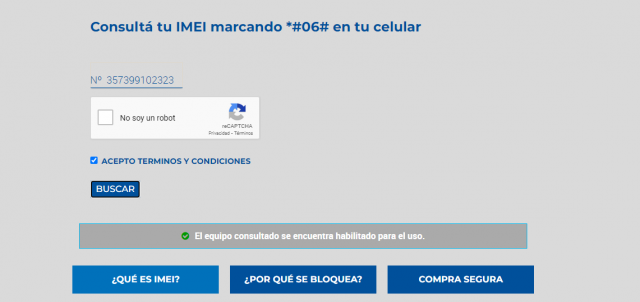 Consultá tu IMEI marcando *#06# en tu celular
Nº 357399102323
No soy un robot
reCAPTCHA
Privacidad - Términos
ACEPTO TERMINOS Y CONDICIONES
BUSCAR
El equipo consultado se encuentra habilitado para el uso.
¿QUÉ ES IMEI?
¿POR QUÉ SE BLOQUEA?
COMPRA SEGURA